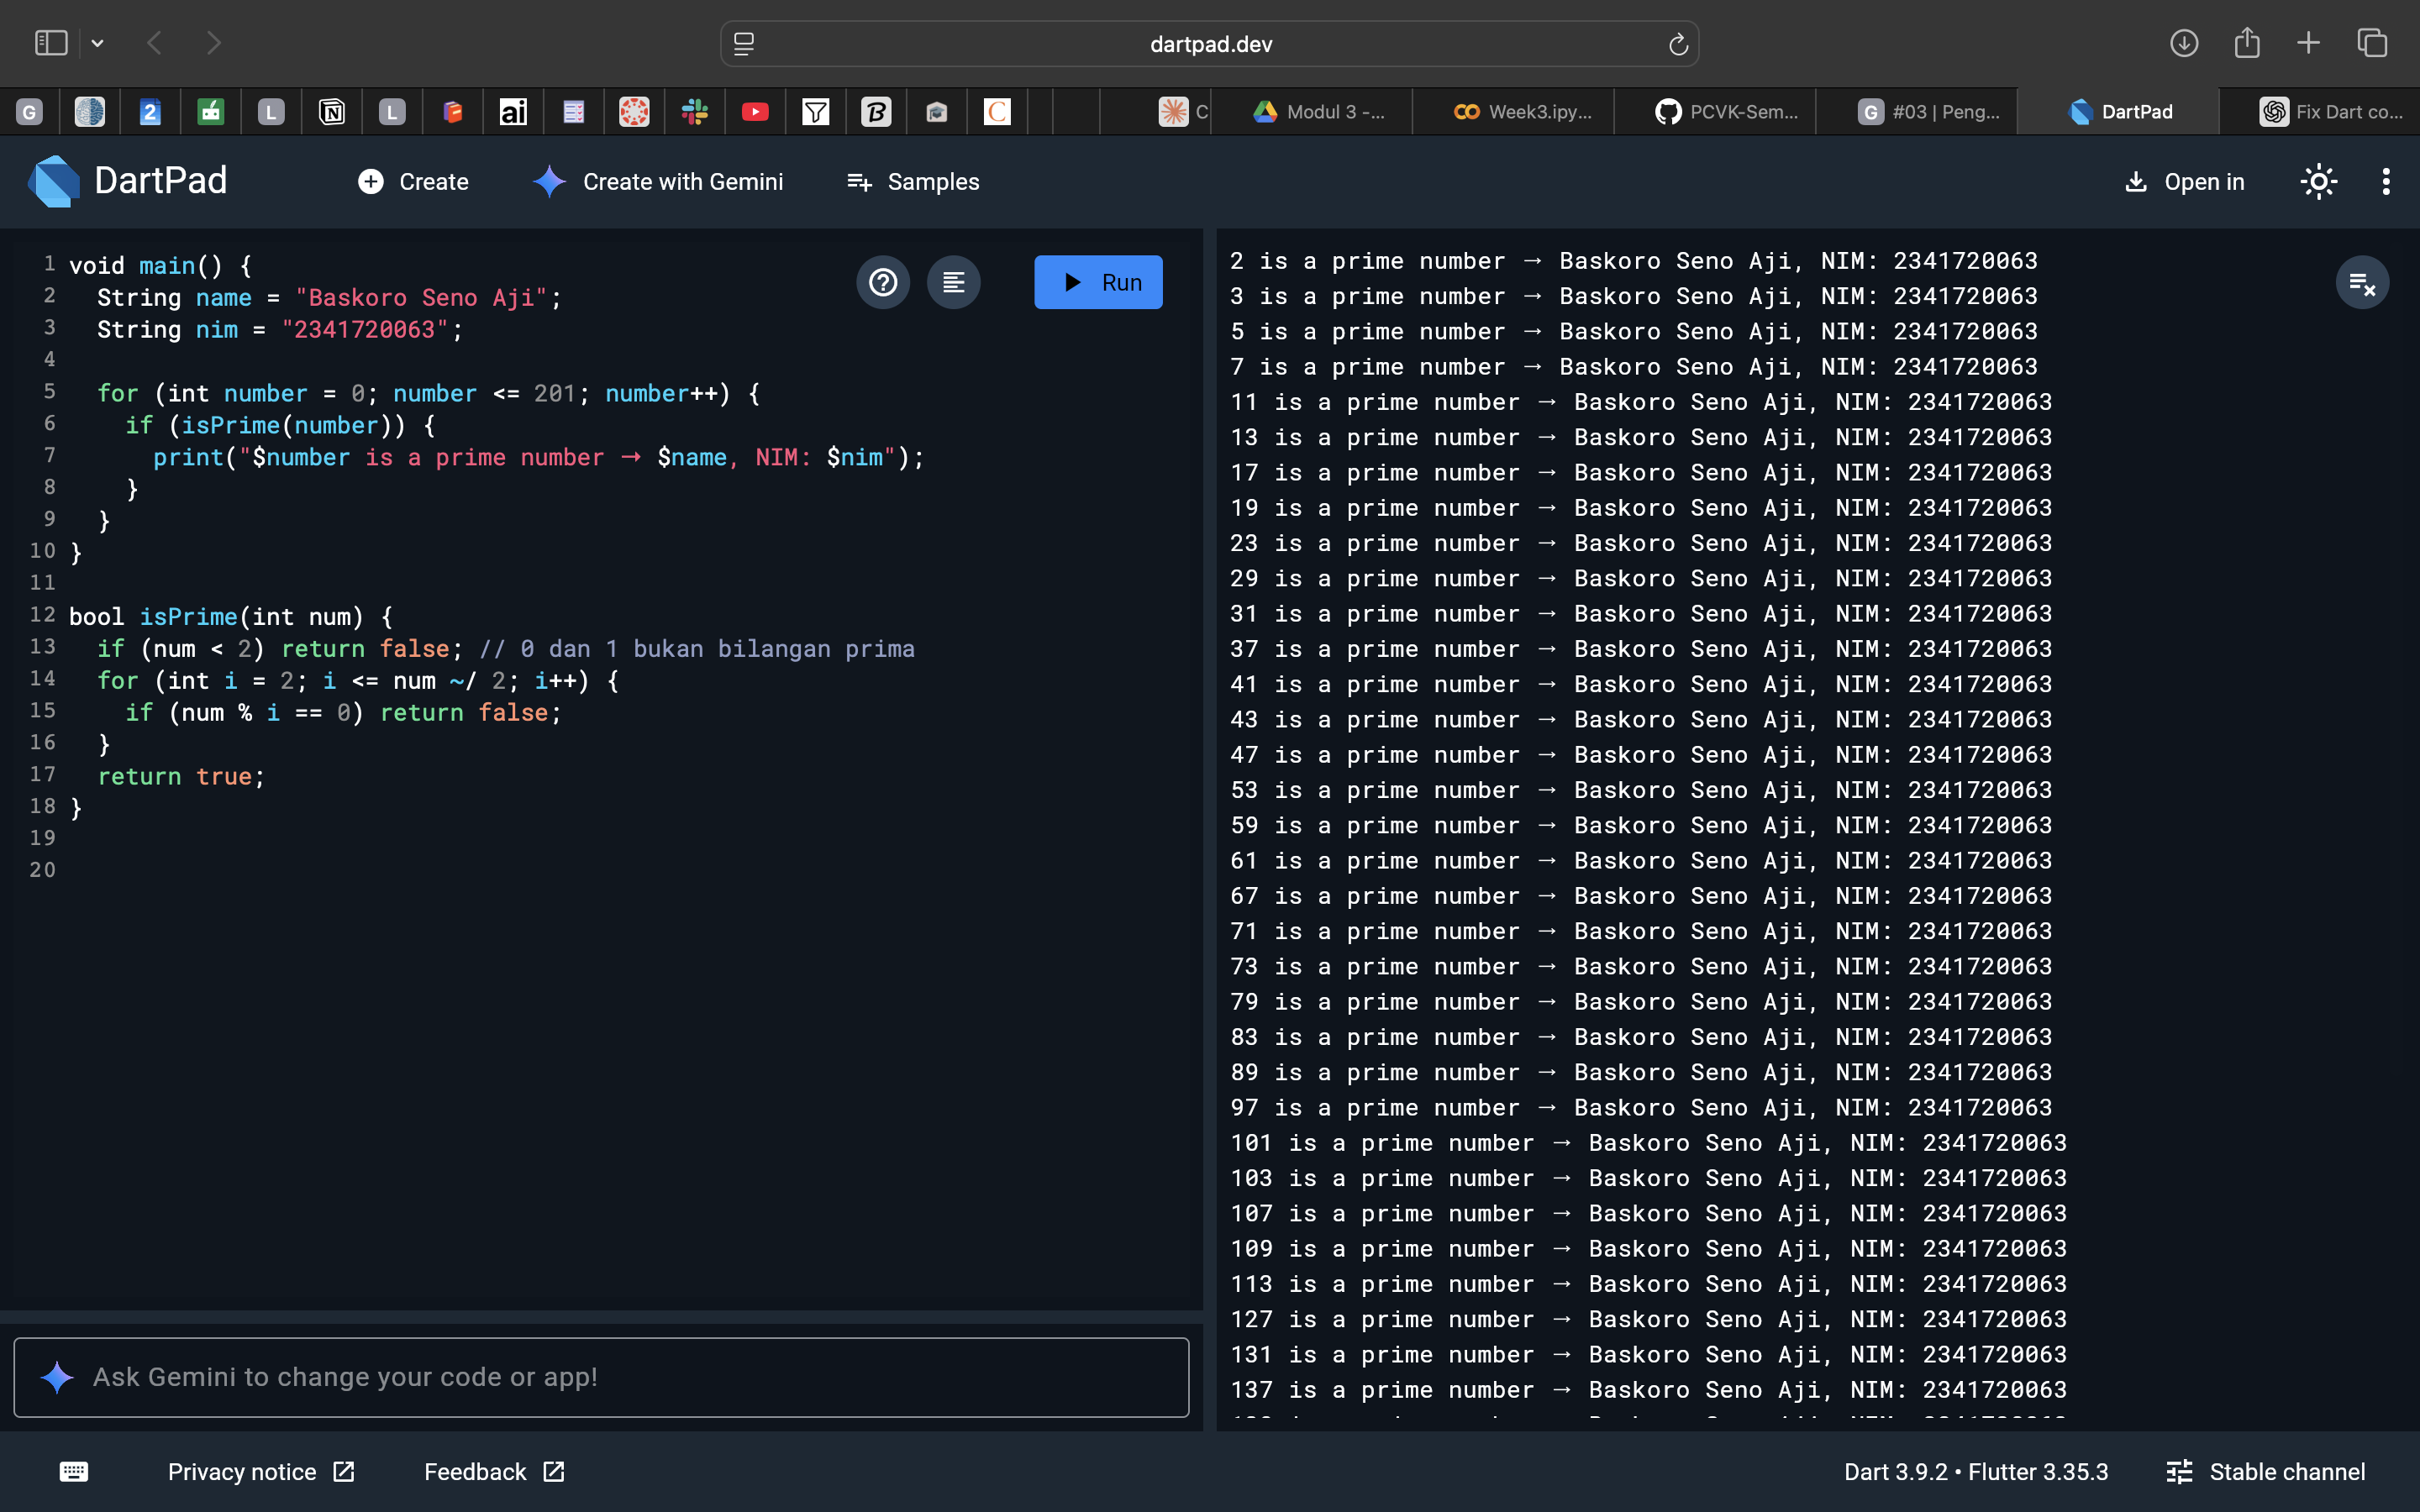 dartpad.dev
G 2 L N L ai B C C Modul 3 -... Week3.ipy... PCVK-Sem... G #03 | Peng... DartPad Fix Dart co...
DartPad Create Create with Gemini Samples Open in
Run
1 void main() {
2 String name = "Baskoro Seno Aji";
3 String nim = "2341720063";
4
5 for (int number = 0; number <= 201; number++) {
6 if (isPrime(number)) {
7 print("$number is a prime number → $name, NIM: $nim");
8 }
9 }
10 }
11
12 bool isPrime(int num) {
13 if (num < 2) return false; // 0 dan 1 bukan bilangan prima
14 for (int i = 2; i <= num ~/ 2; i++) {
15 if (num % i == 0) return false;
16 }
17 return true;
18 }
19
20
Ask Gemini to change your code or app!
2 is a prime number → Baskoro Seno Aji, NIM: 2341720063
3 is a prime number → Baskoro Seno Aji, NIM: 2341720063
5 is a prime number → Baskoro Seno Aji, NIM: 2341720063
7 is a prime number → Baskoro Seno Aji, NIM: 2341720063
11 is a prime number → Baskoro Seno Aji, NIM: 2341720063
13 is a prime number → Baskoro Seno Aji, NIM: 2341720063
17 is a prime number → Baskoro Seno Aji, NIM: 2341720063
19 is a prime number → Baskoro Seno Aji, NIM: 2341720063
23 is a prime number → Baskoro Seno Aji, NIM: 2341720063
29 is a prime number → Baskoro Seno Aji, NIM: 2341720063
31 is a prime number → Baskoro Seno Aji, NIM: 2341720063
37 is a prime number → Baskoro Seno Aji, NIM: 2341720063
41 is a prime number → Baskoro Seno Aji, NIM: 2341720063
43 is a prime number → Baskoro Seno Aji, NIM: 2341720063
47 is a prime number → Baskoro Seno Aji, NIM: 2341720063
53 is a prime number → Baskoro Seno Aji, NIM: 2341720063
59 is a prime number → Baskoro Seno Aji, NIM: 2341720063
61 is a prime number → Baskoro Seno Aji, NIM: 2341720063
67 is a prime number → Baskoro Seno Aji, NIM: 2341720063
71 is a prime number → Baskoro Seno Aji, NIM: 2341720063
73 is a prime number → Baskoro Seno Aji, NIM: 2341720063
79 is a prime number → Baskoro Seno Aji, NIM: 2341720063
83 is a prime number → Baskoro Seno Aji, NIM: 2341720063
89 is a prime number → Baskoro Seno Aji, NIM: 2341720063
97 is a prime number → Baskoro Seno Aji, NIM: 2341720063
101 is a prime number → Baskoro Seno Aji, NIM: 2341720063
103 is a prime number → Baskoro Seno Aji, NIM: 2341720063
107 is a prime number → Baskoro Seno Aji, NIM: 2341720063
109 is a prime number → Baskoro Seno Aji, NIM: 2341720063
113 is a prime number → Baskoro Seno Aji, NIM: 2341720063
127 is a prime number → Baskoro Seno Aji, NIM: 2341720063
131 is a prime number → Baskoro Seno Aji, NIM: 2341720063
137 is a prime number → Baskoro Seno Aji, NIM: 2341720063
Privacy notice Feedback Dart 3.9.2 • Flutter 3.35.3 Stable channel